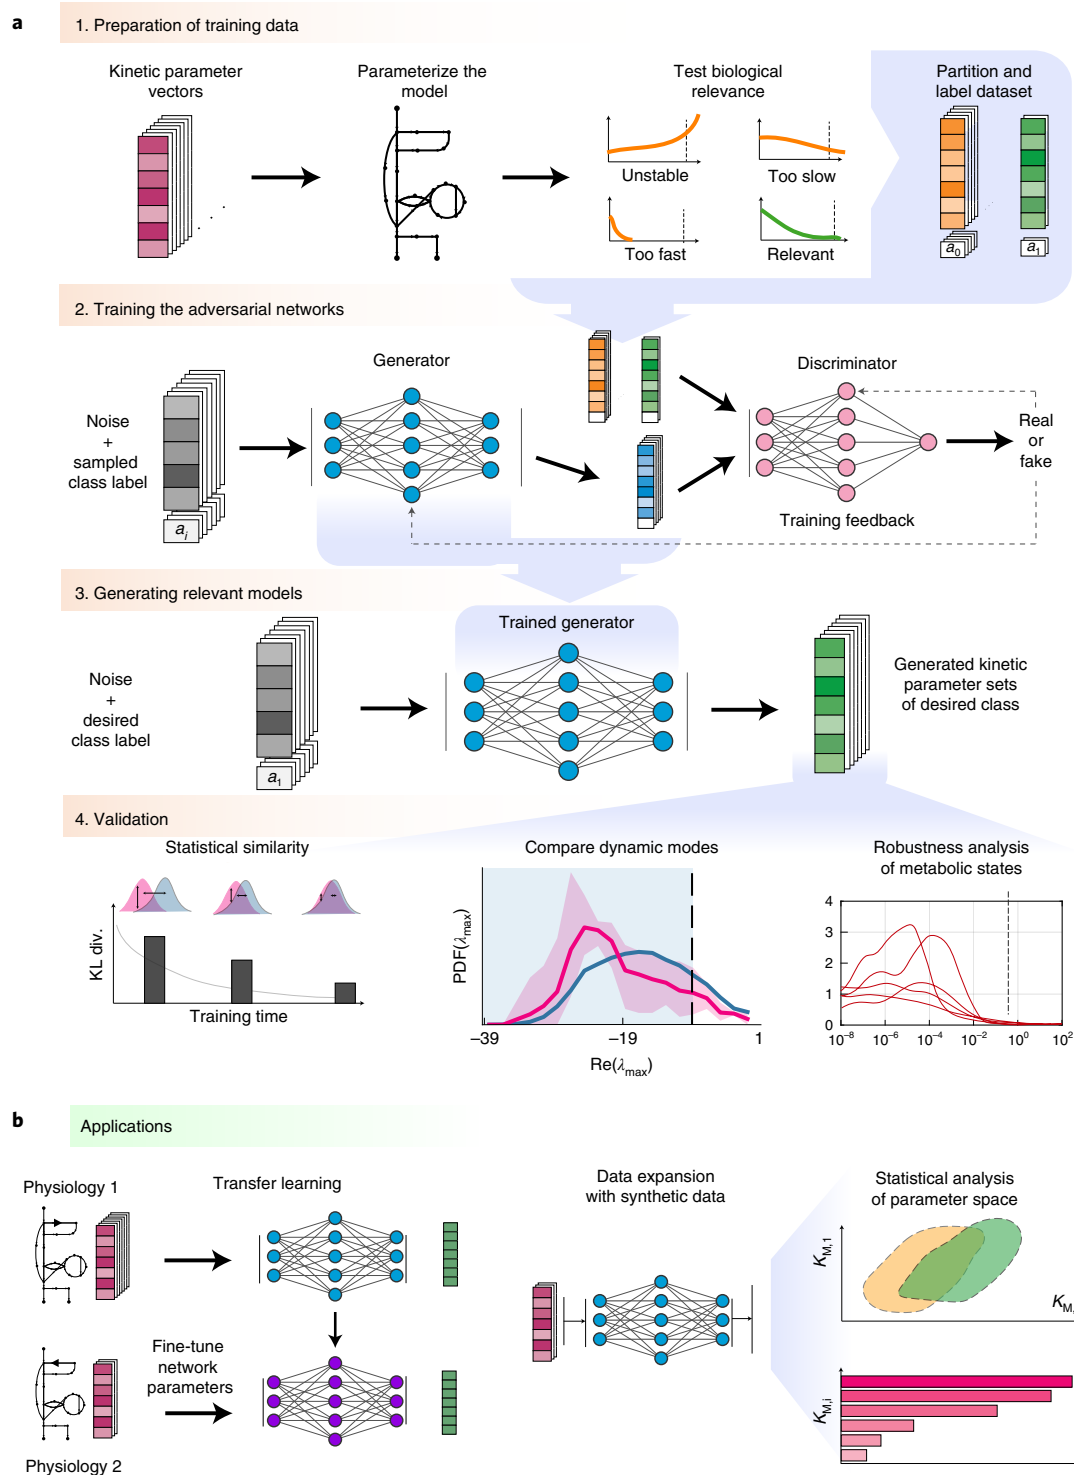 a
1. Preparation of training data
Kinetic parameter
vectors
Parameterize the
model
Test biological
relevance
Partition and
label dataset
Unstable
Too slow
Too fast
Relevant
a0
a1
2. Training the adversarial networks
Noise
+
sampled
class label
ai
Generator
Discriminator
Real
or
fake
Training feedback
3. Generating relevant models
Noise
+
desired
class label
a1
Trained generator
Generated kinetic
parameter sets
of desired class
4. Validation
Statistical similarity
KL div.
Training time
Compare dynamic modes
PDF(λmax)
−39
−19
1
Re(λmax)
Robustness analysis
of metabolic states
4
3
2
1
0
10−8
10−6
10−4
10−2
100
102
b
Applications
Physiology 1
Transfer learning
Fine-tune
network
parameters
Physiology 2
Data expansion
with synthetic data
Statistical analysis
of parameter space
KM,1
KM,
KM,i